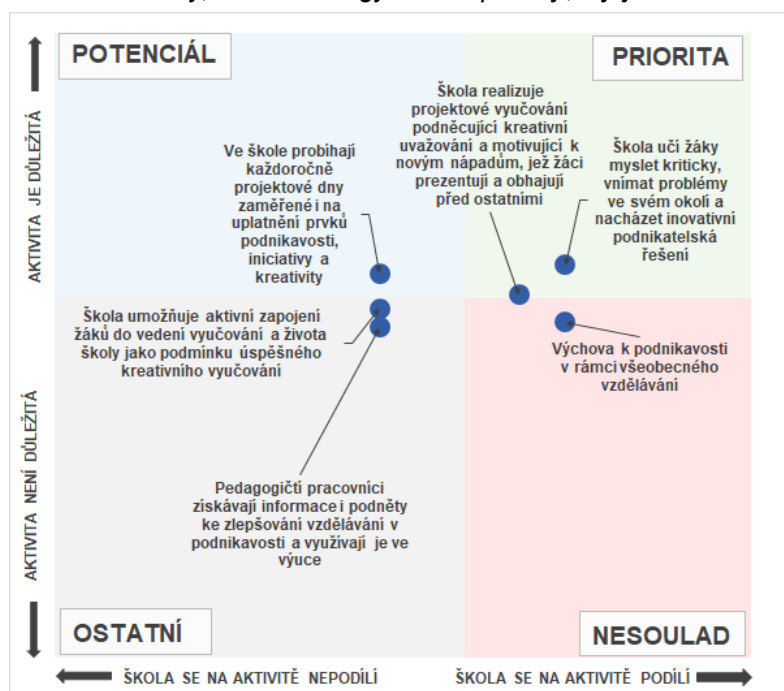 POTENCIÁL
PRIORITA
Škola realizuje
projektové vyučování
podněcující kreativní
uvažování a motivující k
novým nápadům, jež žáci
prezentují a obhajují
před ostatními
Škola učí žáky
myslet kriticky,
vnímat problémy
ve svém okolí a
nacházet inovativní
podnikatelská
řešení
Ve škole probíhají
každoročně
projektové dny
zaměřené i na
uplatnění prvků
podnikavosti,
iniciativy a
kreativity
Škola umožňuje aktivní zapojení
žáků do vedení vyučování a života
školy jako podmínku úspěšného
kreativního vyučování
Výchova k podnikavosti
v rámci všeobecného
vzdělávání
Pedagogičtí pracovníci
získávají informace i podněty
ke zlepšování vzdělávání v
podnikavosti a využívají je ve
výuce
OSTATNÍ
NESOULAD
AKTIVITA JE DŮLEŽITÁ
AKTIVITA NENÍ DŮLEŽITÁ
ŠKOLA SE NA AKTIVITĚ NEPODÍLÍ
ŠKOLA SE NA AKTIVITĚ PODÍLÍ